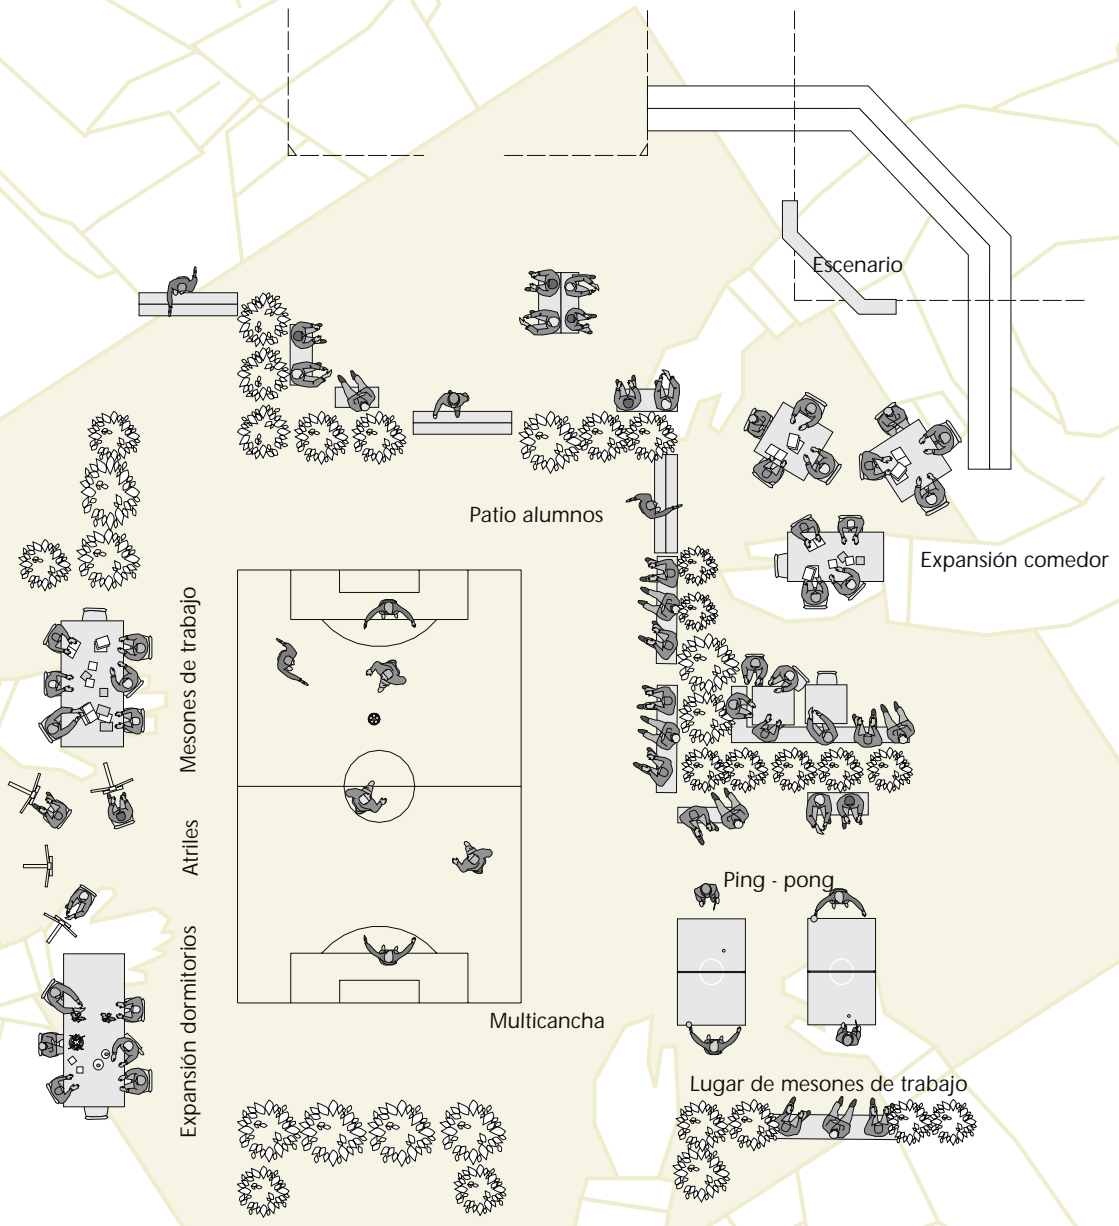 Escenario
Patio alumnos
Expansión comedor
Mesones de trabajo
Atriles
Ping - pong
Expansión dormitorios
Multicancha
Lugar de mesones de trabajo